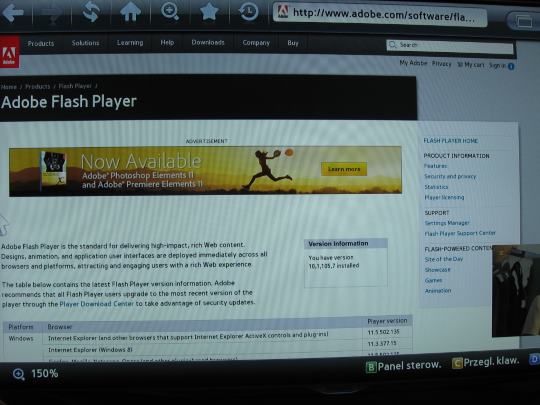 http://www.adobe.com/software/fla...
Adobe
Products Solutions Learning Help Downloads Company Buy
Search
My Adobe Privacy My cart Sign in
Home / Products / Flash Player /
Adobe Flash Player
ADVERTISEMENT
Now Available
Adobe® Photoshop Elements 11
and Adobe® Premiere Elements 11
Learn more
FLASH PLAYER HOME
PRODUCT INFORMATION
Features
Security and privacy
Statistics
Player licensing
SUPPORT
Settings Manager
Flash Player Support Center
FLASH-POWERED CONTEN
Site of the Day
Showcase
Games
Animation
Adobe Flash Player is the standard for delivering high-impact, rich Web content.
Designs, animation, and application user interfaces are deployed immediately across all
browsers and platforms, attracting and engaging users with a rich Web experience.
Version Information
You have version
10,1,105,7 installed
The table below contains the latest Flash Player version information. Adobe
recommends that all Flash Player users upgrade to the most recent version of the
player through the Player Download Center to take advantage of security updates.
Platform Browser Player version
Windows Internet Explorer (and other browsers that support Internet Explorer ActiveX controls and plug-ins) 11.5.502.135
Internet Explorer (Windows 8) 11.3.377.15
150%
B Panel sterow. C Przegl. klaw. D